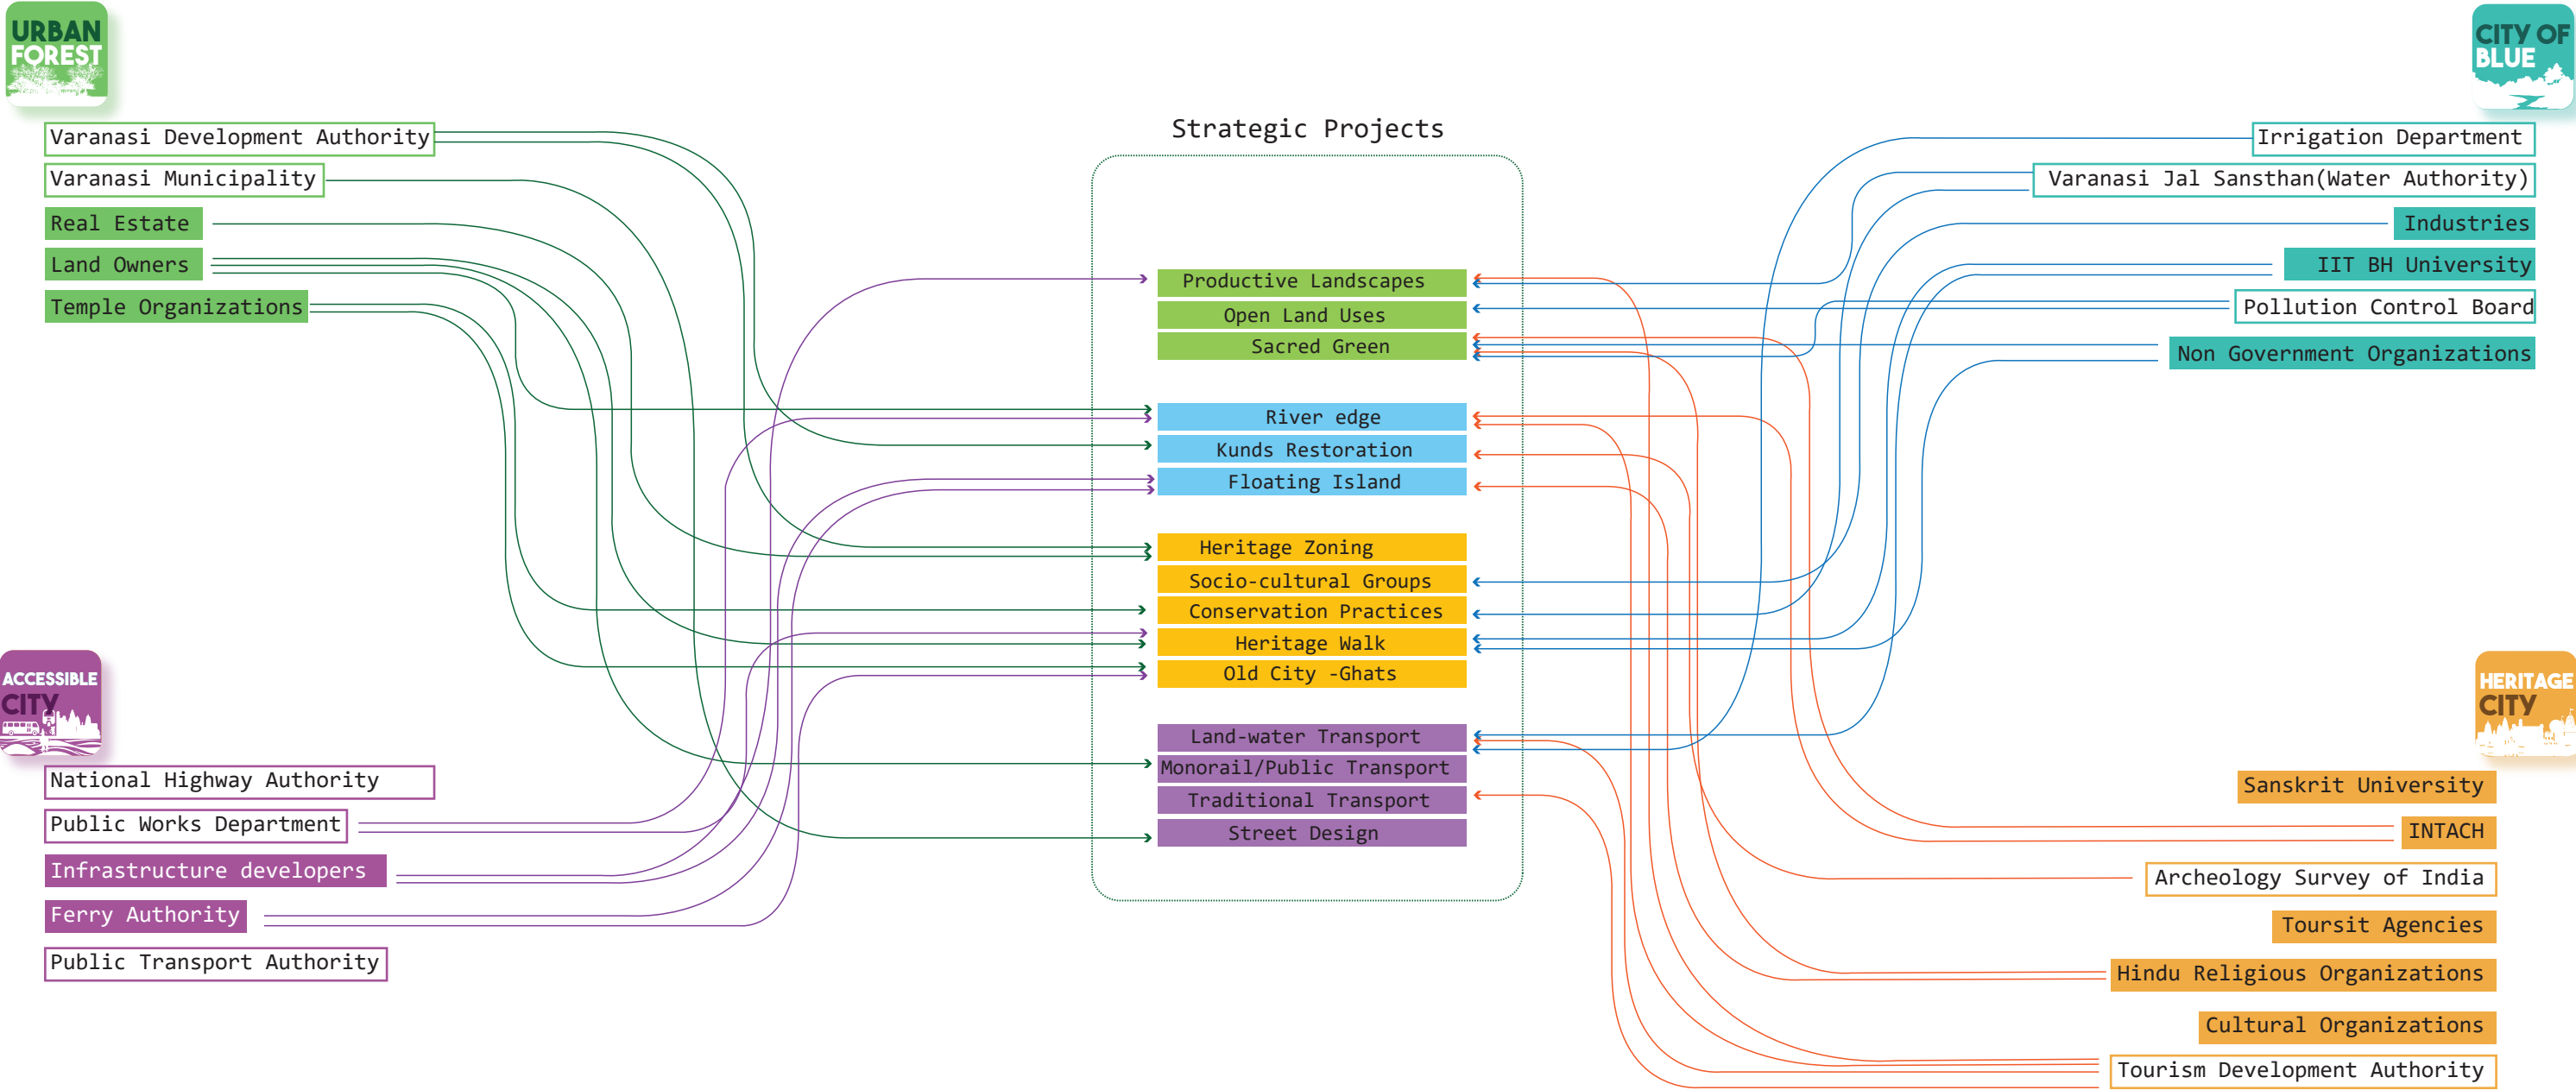 URBAN
FOREST
Varanasi Development Authority
Varanasi Municipality
Real Estate
Land Owners
Temple Organizations
ACCESSIBLE
CITY
National Highway Authority
Public Works Department
Infrastructure developers
Ferry Authority
Public Transport Authority
Strategic Projects
Productive Landscapes
Open Land Uses
Sacred Green
River edge
Kunds Restoration
Floating Island
Heritage Zoning
Socio-cultural Groups
Conservation Practices
Heritage Walk
Old City -Ghats
Land-water Transport
Monorail/Public Transport
Traditional Transport
Street Design
CITY OF
BLUE
Irrigation Department
Varanasi Jal Sansthan(Water Authority)
Industries
IIT BH University
Pollution Control Board
Non Government Organizations
HERITAGE
CITY
Sanskrit University
INTACH
Archeology Survey of India
Toursit Agencies
Hindu Religious Organizations
Cultural Organizations
Tourism Development Authority